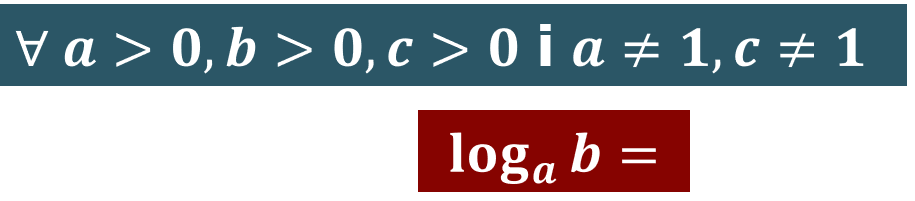 ∀ a > 0, b > 0, c > 0 i a ≠ 1, c ≠ 1
logₐ b =